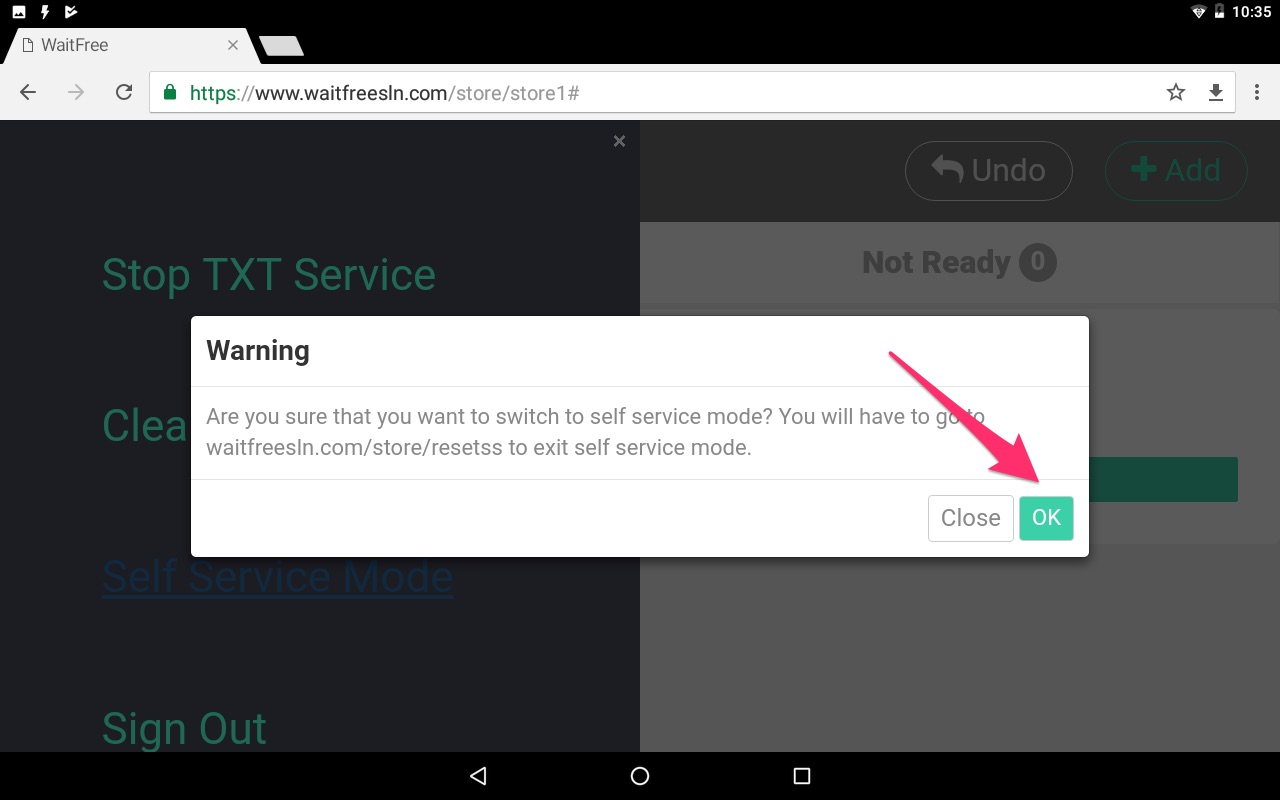 10:35
WaitFree
https://www.waitfreesln.com/store/store1#
Undo
Add
Stop TXT Service
Not Ready 0
Warning
Are you sure that you want to switch to self service mode? You will have to go to
waitfreesln.com/store/resetss to exit self service mode.
Clea
Close
OK
Self Service Mode
Sign Out